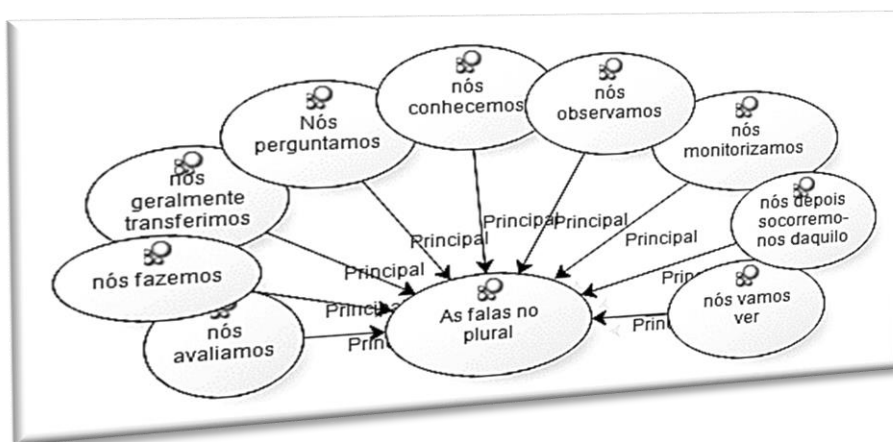 nós
conhecemos
nós
observamos
Nós
perguntamos
nós
monitorizamos
nós
geralmente
transferimos
nós depois
socorremo-
nos daquilo
nós fazemos
nós vamos
ver
nós
avaliamos
As falas no
plural
Principal
Principal
Principal
Principal
Principal